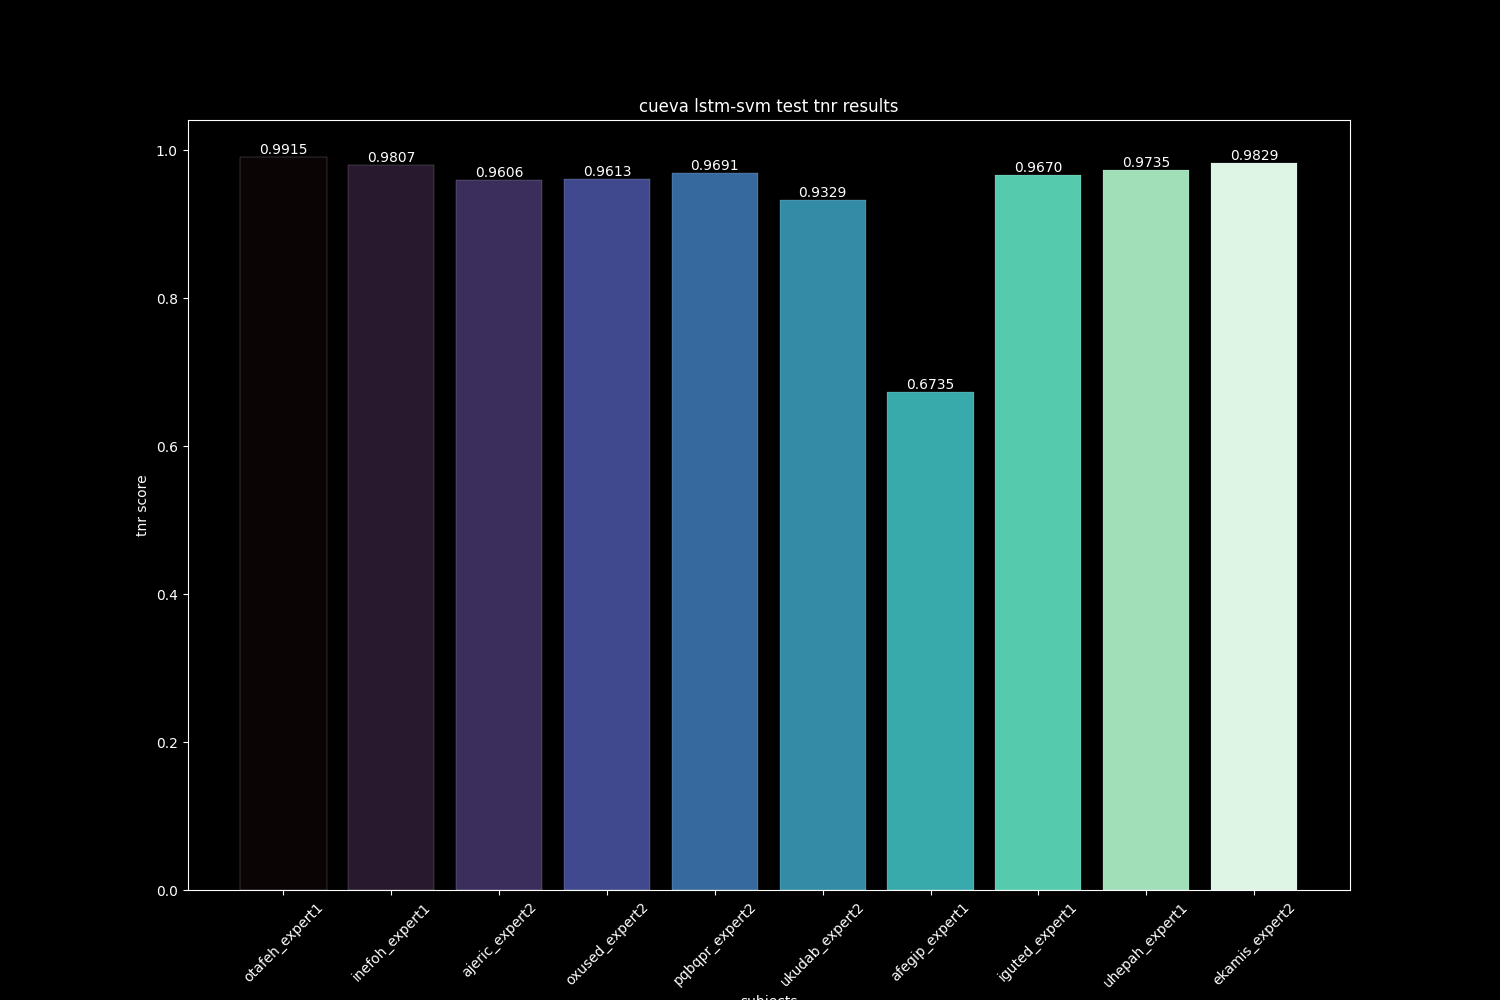 cueva lstm-svm test tnr results
1.0
0.8
0.6
0.4
0.2
0.0
tnr score
0.9915
0.9807
0.9606
0.9613
0.9691
0.9329
0.6735
0.9670
0.9735
0.9829
otafeh_expert1
inefoh_expert1
ajeric_expert2
oxused_expert2
pqbqpr_expert2
ukudab_expert2
afegip_expert1
iguted_expert1
uhepah_expert1
ekamis_expert2
subjects